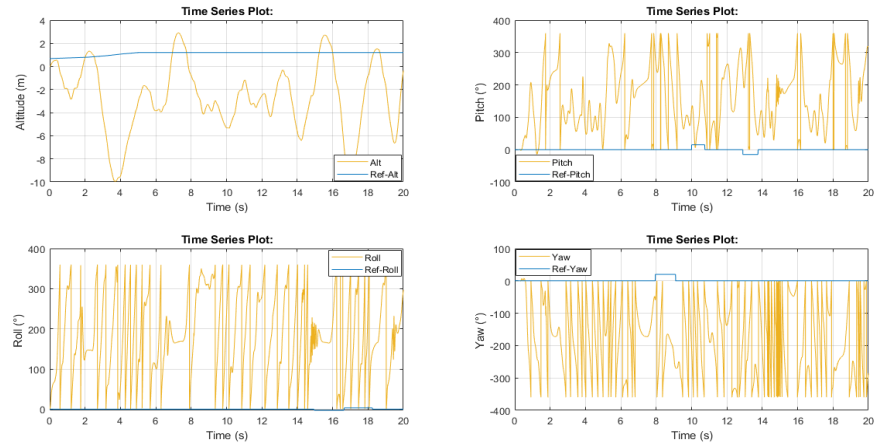 Time Series Plot:
4
2
0
-2
-4
-6
-8
-10
Altitude (m)
Alt
Ref-Alt
0 2 4 6 8 10 12 14 16 18 20
Time (s)
Time Series Plot:
400
300
200
100
0
-100
Pitch (°)
Pitch
Ref-Pitch
0 2 4 6 8 10 12 14 16 18 20
Time (s)
Time Series Plot:
400
300
200
100
0
Roll (°)
Roll
Ref-Roll
0 2 4 6 8 10 12 14 16 18 20
Time (s)
Time Series Plot:
100
0
-100
-200
-300
-400
Yaw (°)
Yaw
Ref-Yaw
0 2 4 6 8 10 12 14 16 18 20
Time (s)